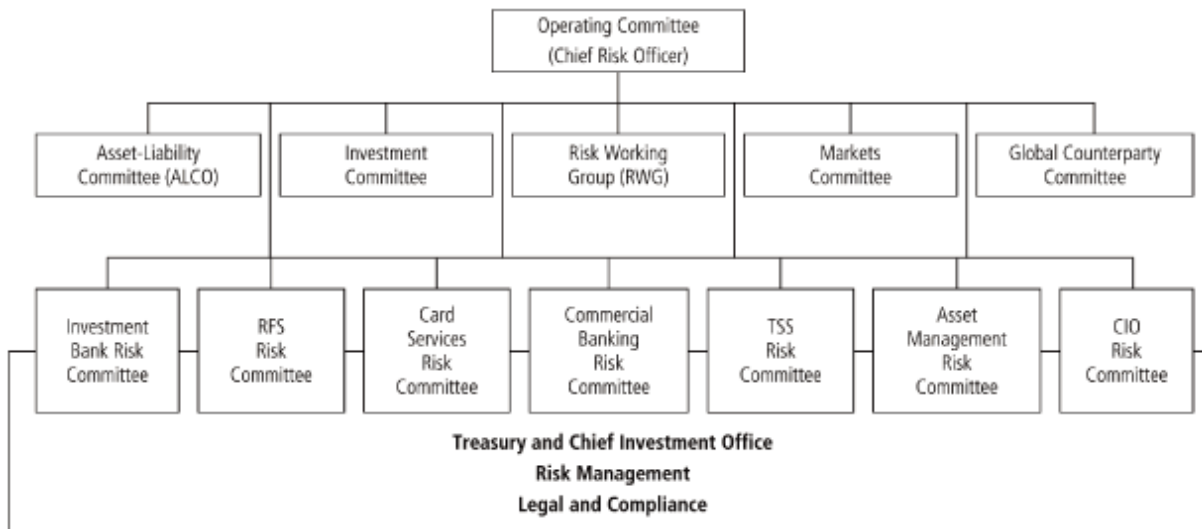 Operating Committee
(Chief Risk Officer)
Asset-Liability
Committee (ALCO)
Investment
Committee
Risk Working
Group (RWG)
Markets
Committee
Global Counterparty
Committee
Investment
Bank Risk
Committee
RFS
Risk
Committee
Card
Services
Risk
Committee
Commercial
Banking
Risk
Committee
TSS
Risk
Committee
Asset
Management
Risk
Committee
CIO
Risk
Committee
Treasury and Chief Investment Office
Risk Management
Legal and Compliance